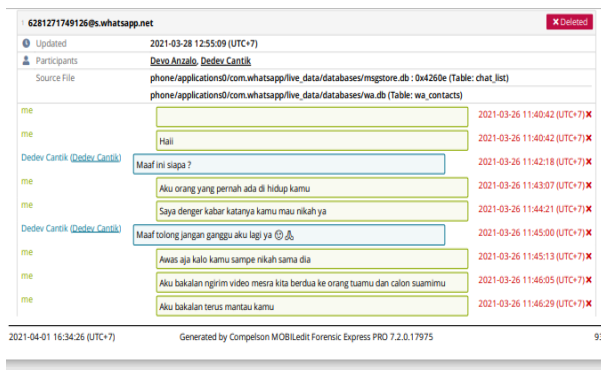 6281271749126@s.whatsapp.net ×Deleted
Updated 2021-03-28 12:55:09 (UTC+7)
Participants Devo Anzalo, Dedev Cantik
Source File phone/applications0/com.whatsapp/live_data/databases/msgstore.db : 0x4260e (Table: chat_list)
phone/applications0/com.whatsapp/live_data/databases/wa.db (Table: wa_contacts)
me 2021-03-26 11:40:42 (UTC+7)×
me Haii 2021-03-26 11:40:42 (UTC+7)×
Dedev Cantik (Dedev Cantik) Maaf ini siapa ? 2021-03-26 11:42:18 (UTC+7)×
me Aku orang yang pernah ada di hidup kamu 2021-03-26 11:43:07 (UTC+7)×
me Saya denger kabar katanya kamu mau nikah ya 2021-03-26 11:44:21 (UTC+7)×
Dedev Cantik (Dedev Cantik) Maaf tolong jangan ganggu aku lagi ya 2021-03-26 11:45:00 (UTC+7)×
me Awas aja kalo kamu sampe nikah sama dia 2021-03-26 11:45:13 (UTC+7)×
me Aku bakalan ngirim video mesra kita berdua ke orang tuamu dan calon suamimu 2021-03-26 11:46:05 (UTC+7)×
me Aku bakalan terus mantau kamu 2021-03-26 11:46:29 (UTC+7)×
2021-04-01 16:34:26 (UTC+7) Generated by Compelson MOBILedit Forensic Express PRO 7.2.0.17975 93